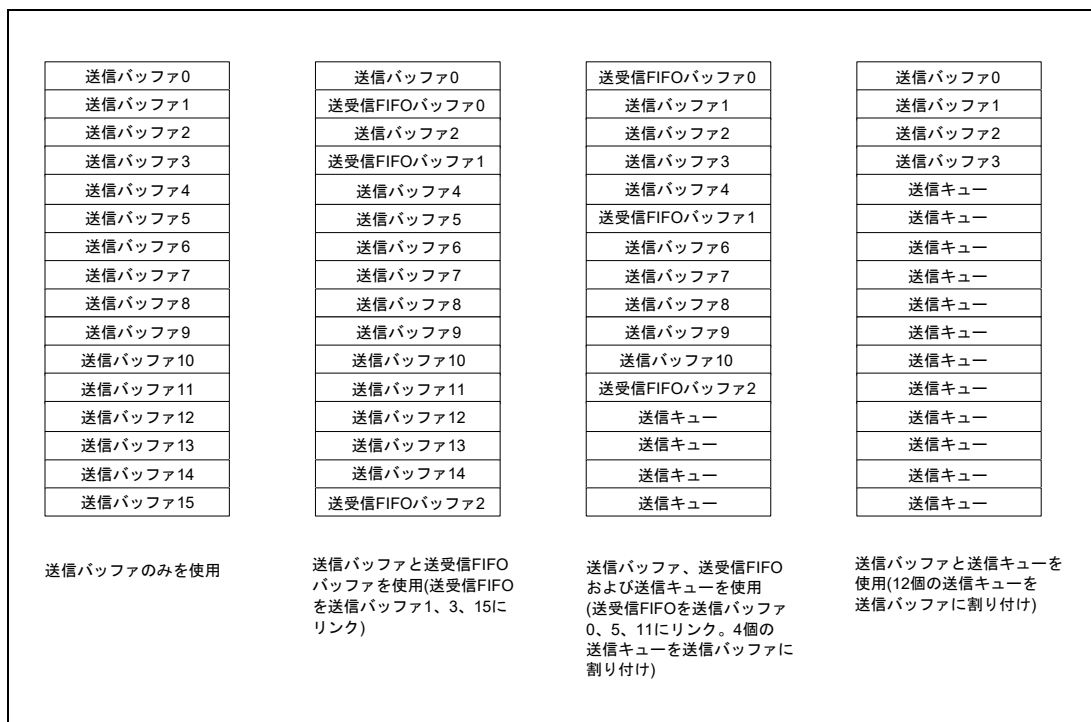 送信バッファ0
送信バッファ1
送信バッファ2
送信バッファ3
送信バッファ4
送信バッファ5
送信バッファ6
送信バッファ7
送信バッファ8
送信バッファ9
送信バッファ10
送信バッファ11
送信バッファ12
送信バッファ13
送信バッファ14
送信バッファ15
送信バッファのみを使用
送信バッファ0
送受信FIFOバッファ0
送信バッファ2
送受信FIFOバッファ1
送信バッファ4
送信バッファ5
送信バッファ6
送信バッファ7
送信バッファ8
送信バッファ9
送信バッファ10
送信バッファ11
送信バッファ12
送信バッファ13
送信バッファ14
送受信FIFOバッファ2
送信バッファと送受信FIFO
バッファを使用(送受信FIFO
を送信バッファ1、3、15に
リンク)
送受信FIFOバッファ0
送信バッファ1
送信バッファ2
送信バッファ3
送信バッファ4
送受信FIFOバッファ1
送信バッファ6
送信バッファ7
送信バッファ8
送信バッファ9
送信バッファ10
送受信FIFOバッファ2
送信キュー
送信キュー
送信キュー
送信キュー
送信バッファ、送受信FIFO
および送信キューを使用
(送受信FIFOを送信バッファ
0、5、11にリンク。4個の
送信キューを送信バッファに
割り付け)
送信バッファ0
送信バッファ1
送信バッファ2
送信バッファ3
送信キュー
送信キュー
送信キュー
送信キュー
送信キュー
送信キュー
送信キュー
送信キュー
送信キュー
送信キュー
送信キュー
送信キュー
送信バッファと送信キューを
使用(12個の送信キューを
送信バッファに割り付け)